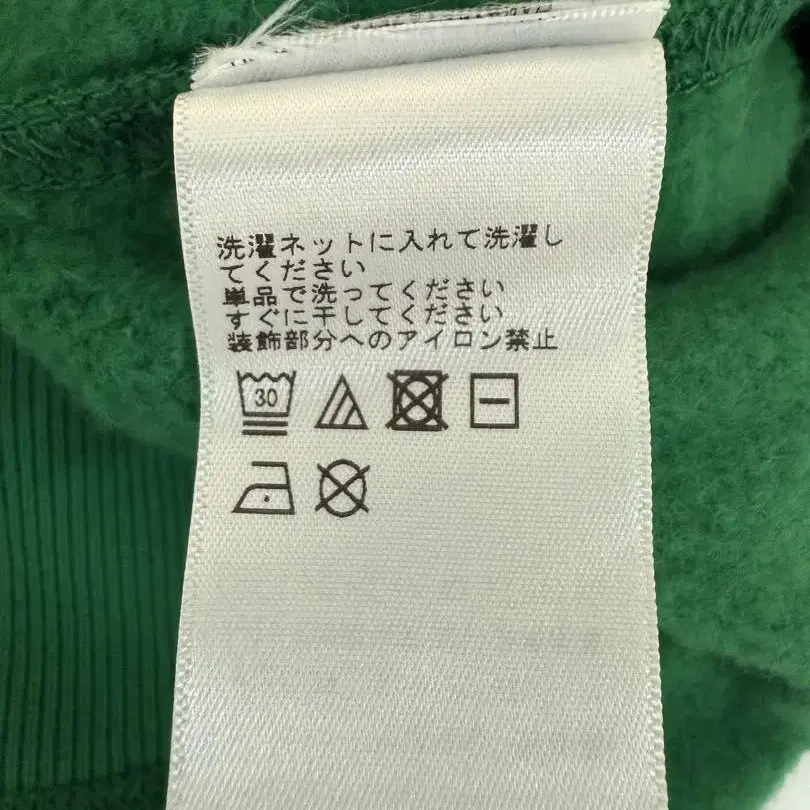 洗濯ネットに入れて洗濯し
てください
単品で洗ってください
すぐに干してください
装飾部分へのアイロン禁止
30